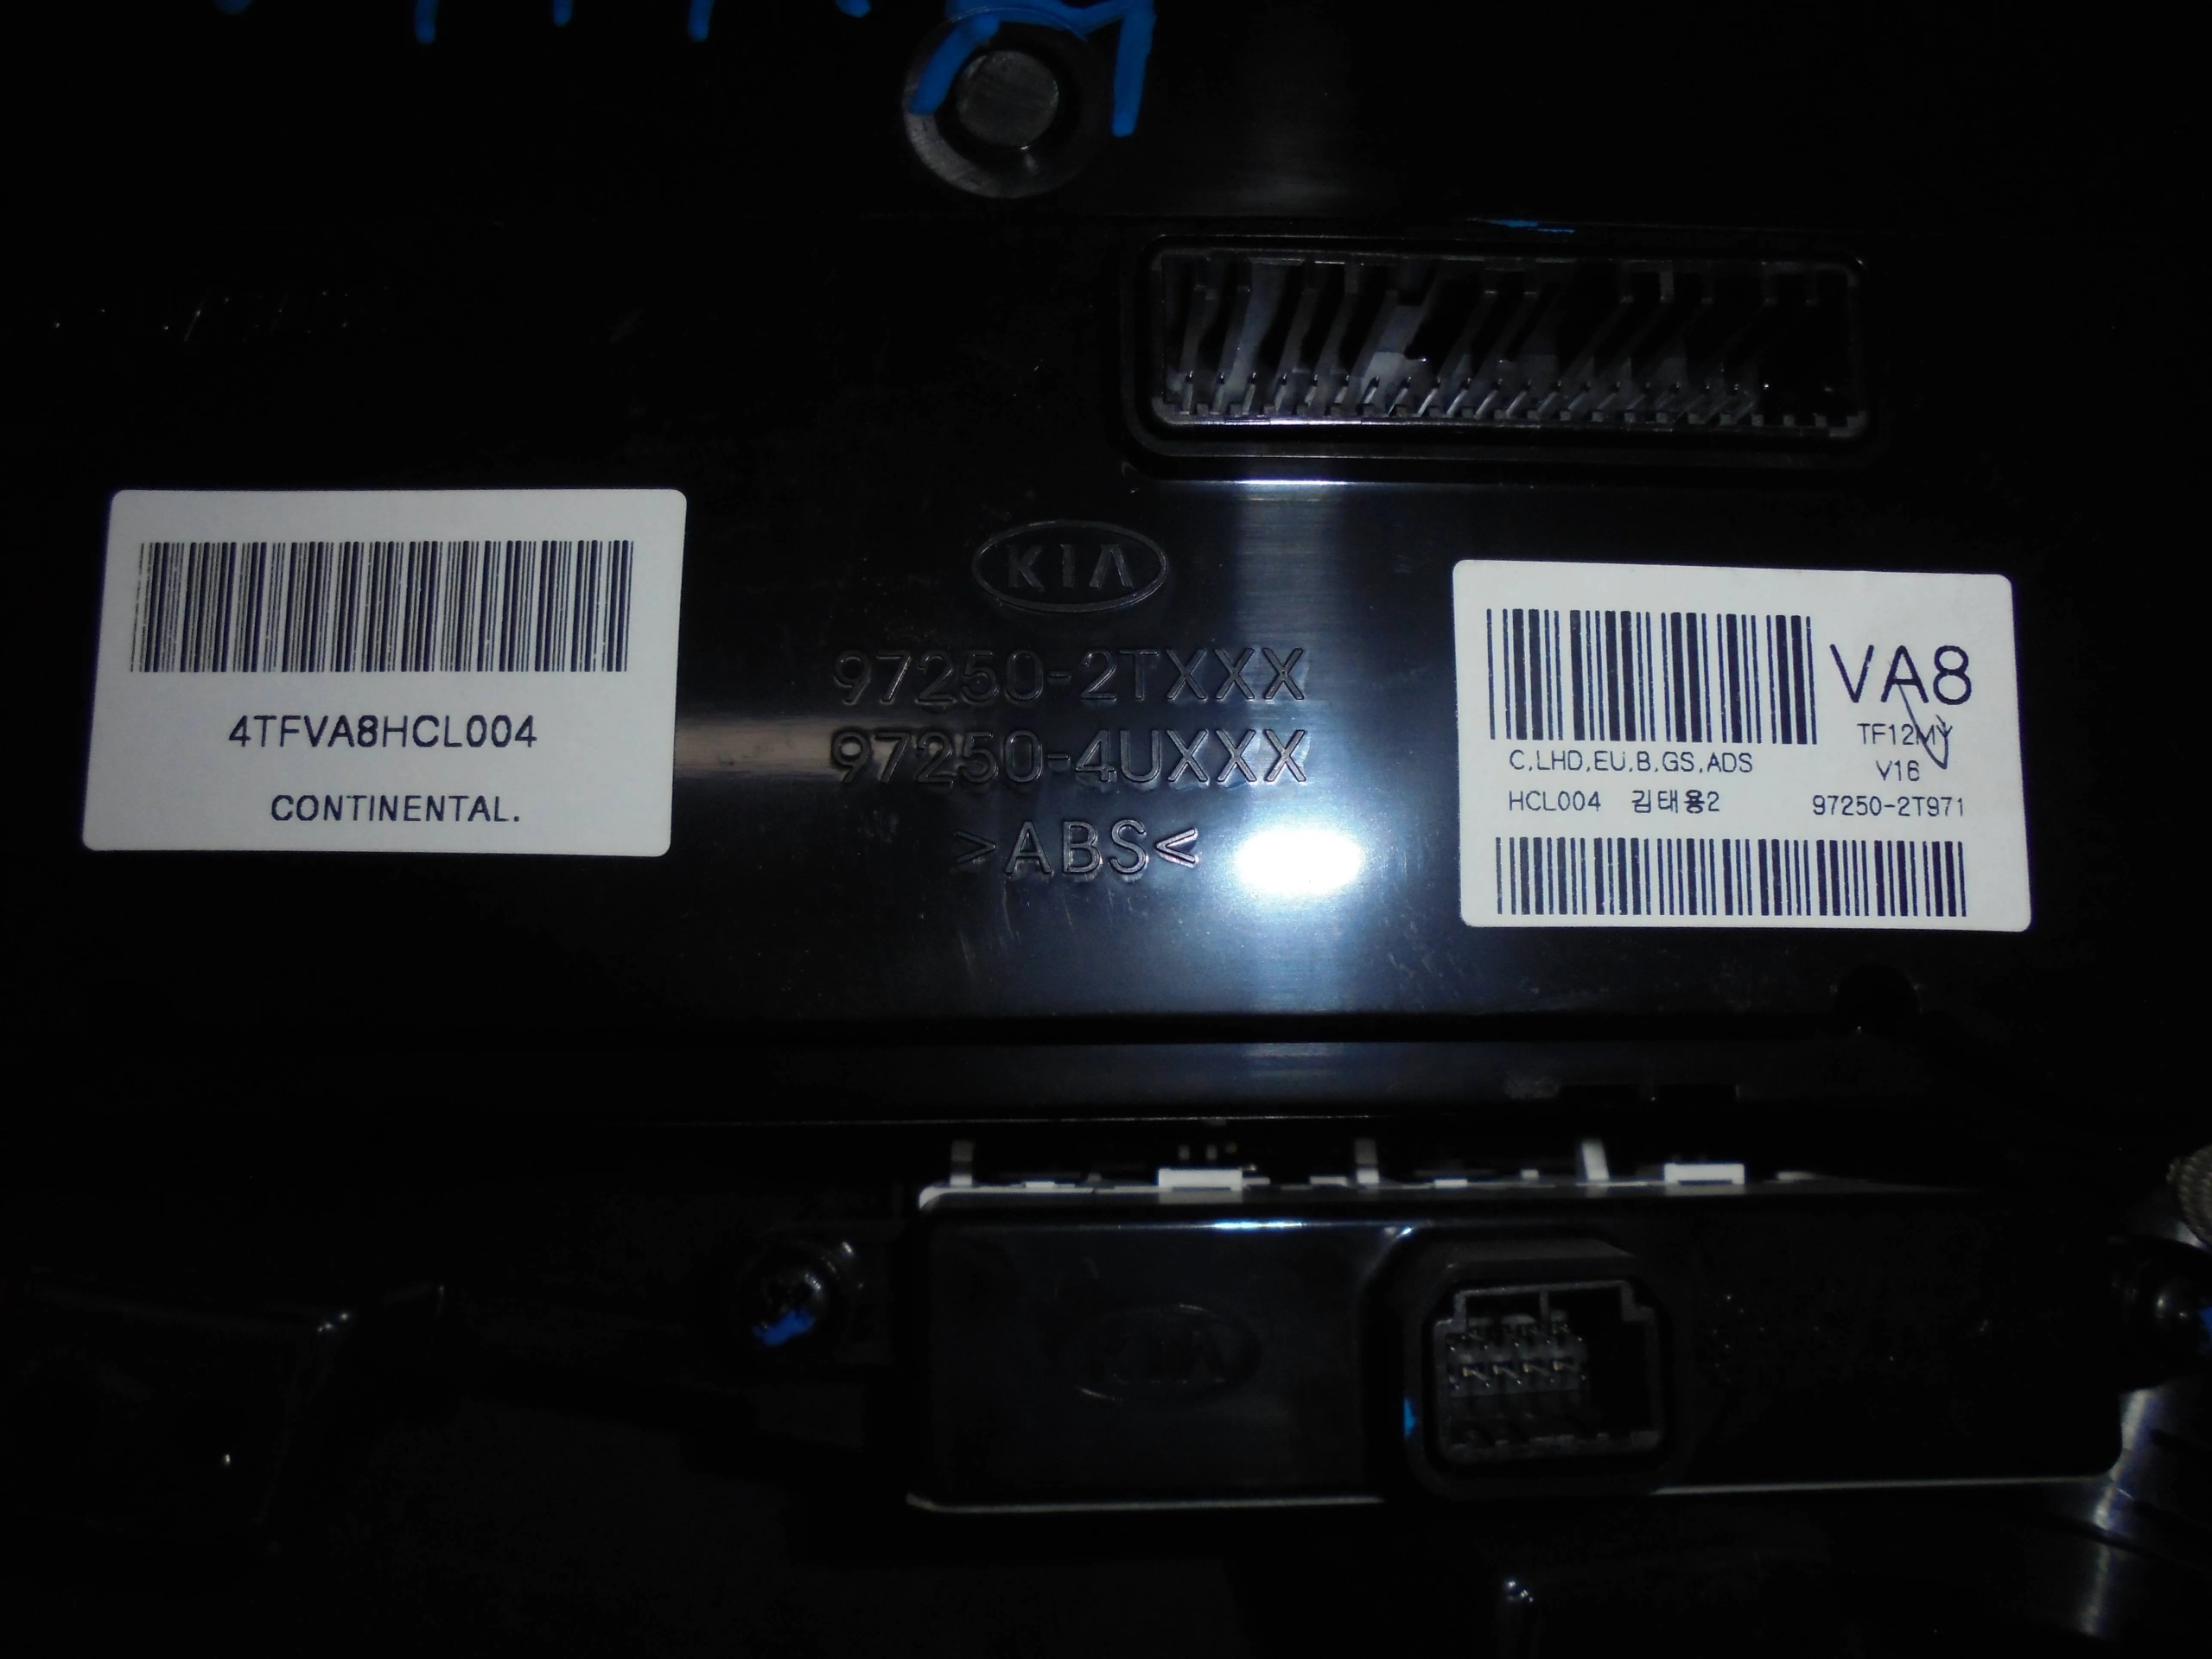 KIA
97250-2TXXX
97250-4UXXX
>ABS<
4TFVA8HCL004
CONTINENTAL.
VA8
TF12MY
C.LHD.EU.B.GS.ADS
V16
HCL004 김태용2 97250-2T971
KIA